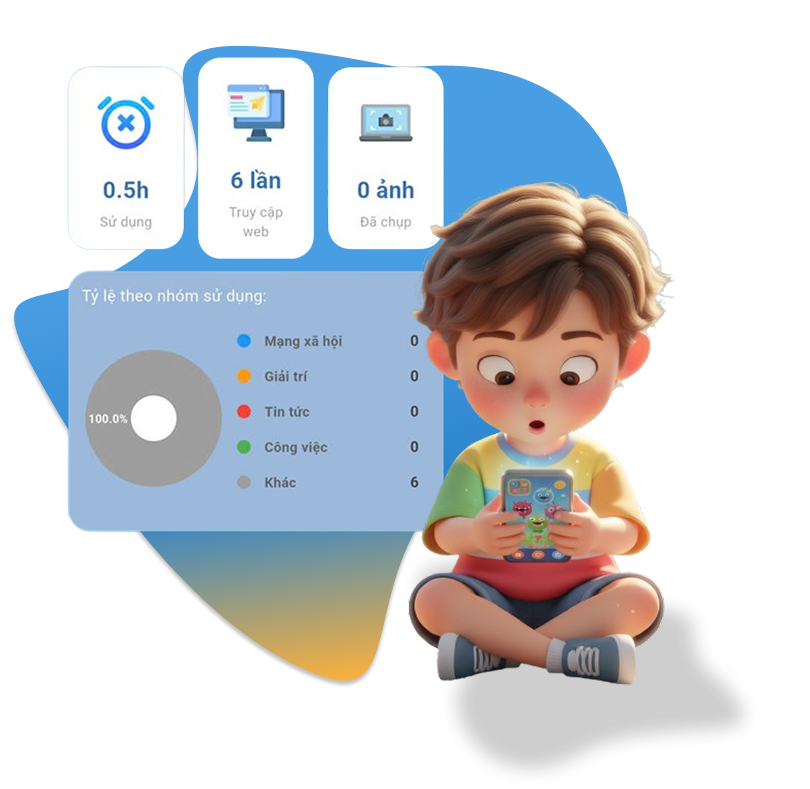 0.5h
Sử dụng
6 lần
Truy cập
web
0 ảnh
Đã chụp
Tỷ lệ theo nhóm sử dụng:
100.0%
Mạng xã hội 0
Giải trí 0
Tin tức 0
Công việc 0
Khác 6